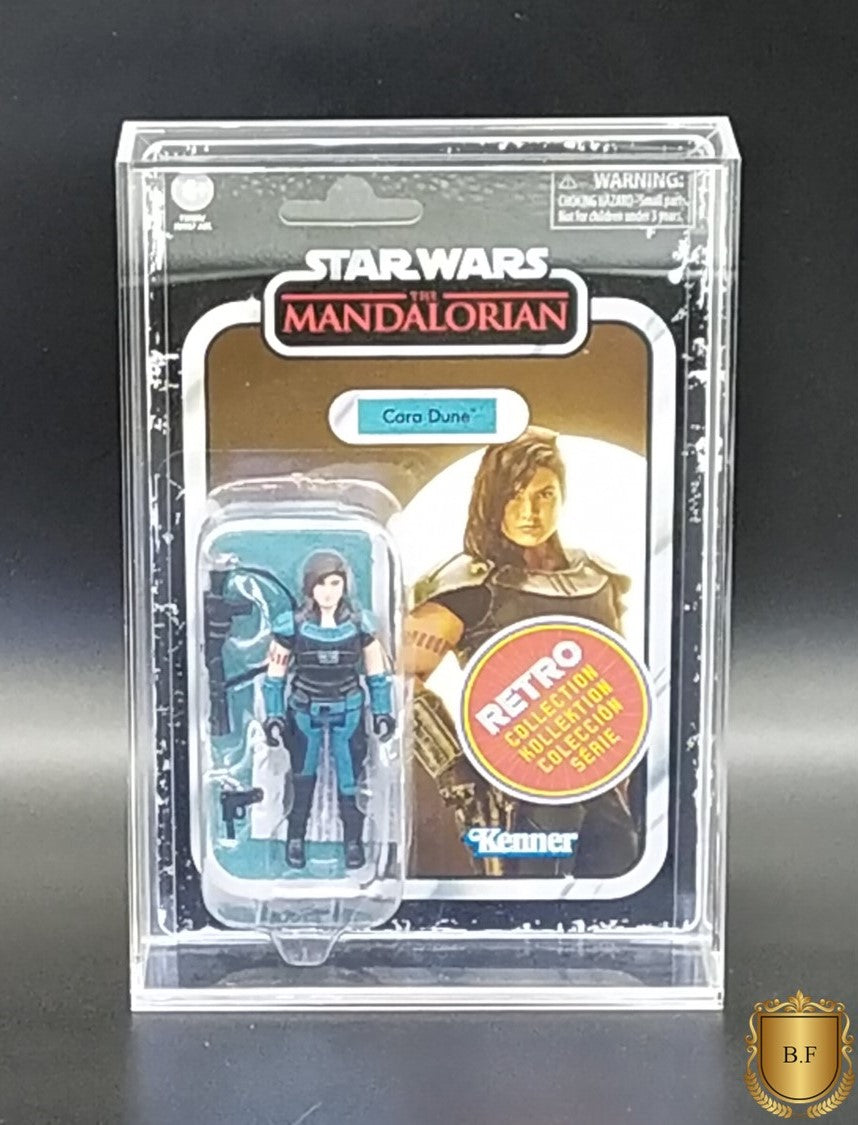 WARNING:
CHOKING HAZARD-Small parts.
Not for children under 3 years.
STAR WARS
THE
MANDALORIAN
Cara Dune™
RETRO
COLLECTION
KOLLEKTION
COLECCIÓN
SÉRIE
Kenner
B.F